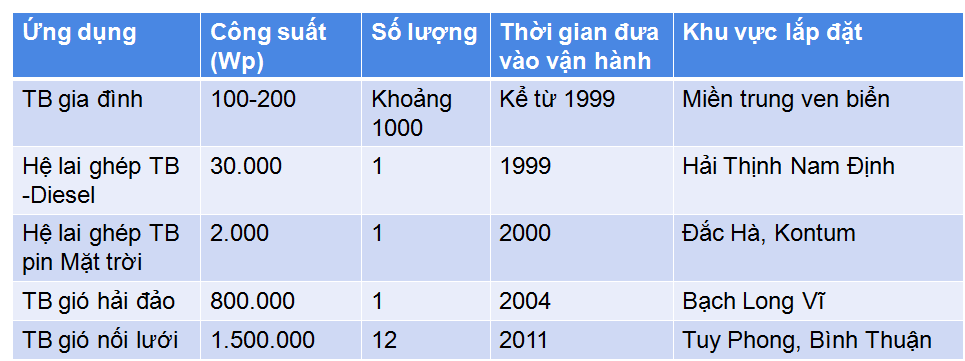 Ứng dụng
Công suất
(Wp)
Số lượng
Thời gian đưa
vào vận hành
Khu vực lắp đặt
TB gia đình
100-200
Khoảng
1000
Kể từ 1999
Miền trung ven biển
Hệ lai ghép TB
-Diesel
30.000
1
1999
Hải Thịnh Nam Định
Hệ lai ghép TB
pin Mặt trời
2.000
1
2000
Đắc Hà, Kontum
TB gió hải đảo
800.000
1
2004
Bạch Long Vĩ
TB gió nối lưới
1.500.000
12
2011
Tuy Phong, Bình Thuận